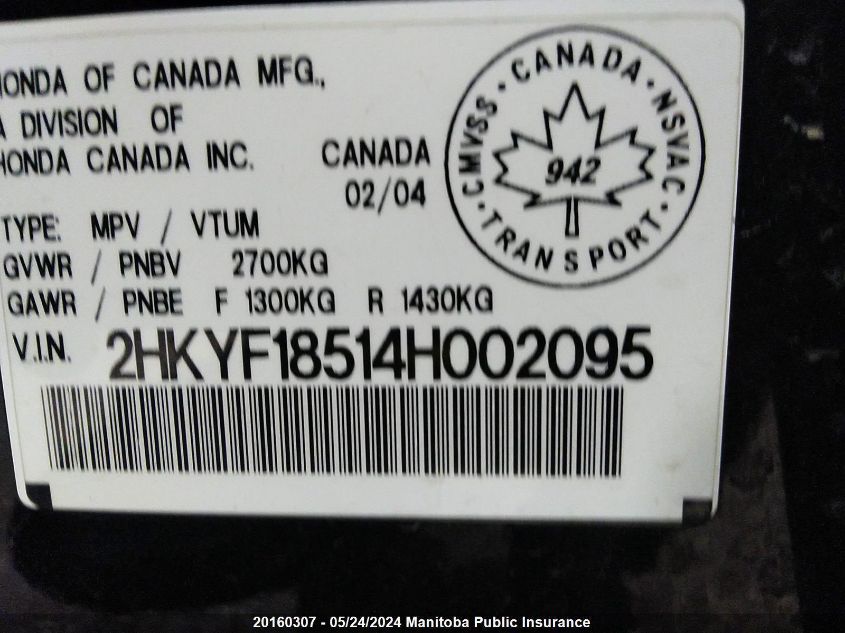 HONDA OF CANADA MFG.,
A DIVISION OF
HONDA CANADA INC.
CANADA
02/04
CMVSS · CANADA · NSVAC · TRANSPORT ·
942
TYPE: MPV / VTUM
GVWR / PNBV 2700KG
GAWR / PNBE F 1300KG R 1430KG
V.I.N. 2HKYF18514H002095
20160307 - 05/24/2024 Manitoba Public Insurance